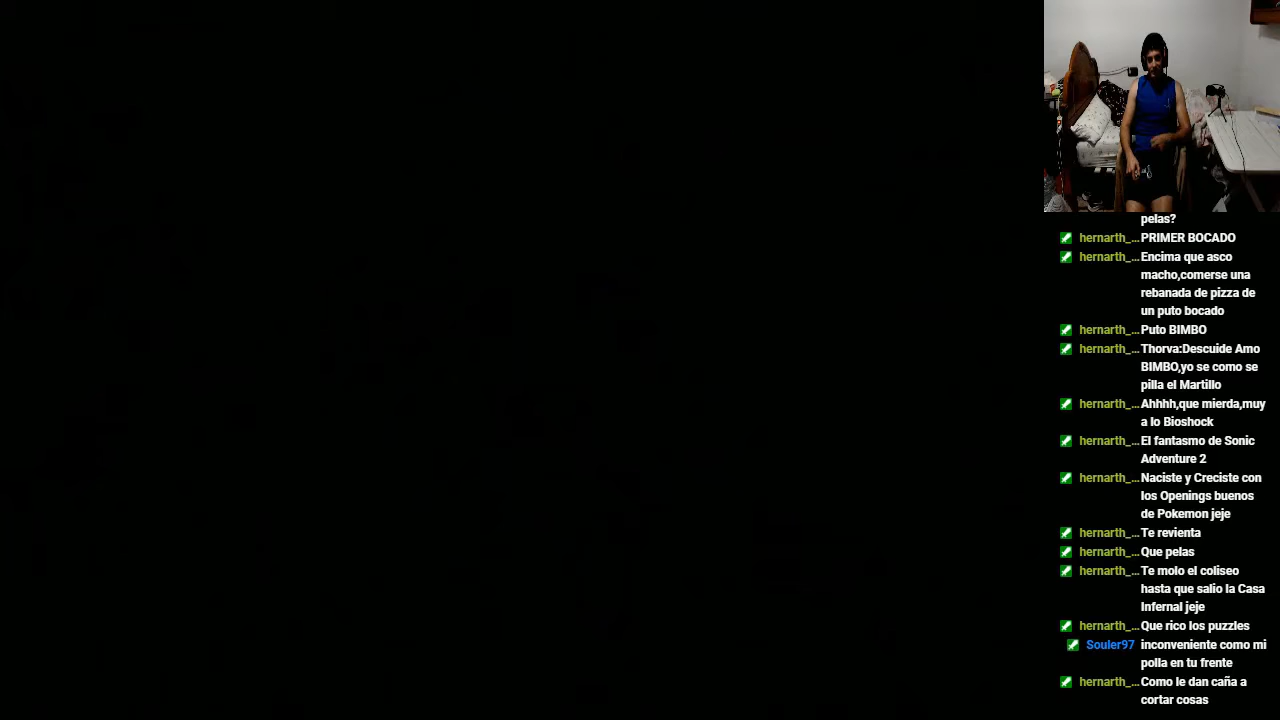 pelas?
hernarth_... PRIMER BOCADO
hernarth_... Encima que asco
macho,comerse una
rebanada de pizza de
un puto bocado
hernarth_... Puto BIMBO
hernarth_... Thorva:Descuide Amo
BIMBO,yo se como se
pilla el Martillo
hernarth_... Ahhhh,que mierda,muy
a lo Bioshock
hernarth_... El fantasmo de Sonic
Adventure 2
hernarth_... Naciste y Creciste con
los Openings buenos
de Pokemon jeje
hernarth_... Te revienta
hernarth_... Que pelas
hernarth_... Te molo el coliseo
hasta que salio la Casa
Infernal jeje
hernarth_... Que rico los puzzles
Souler97 inconveniente como mi
polla en tu frente
hernarth_... Como le dan caña a
cortar cosas